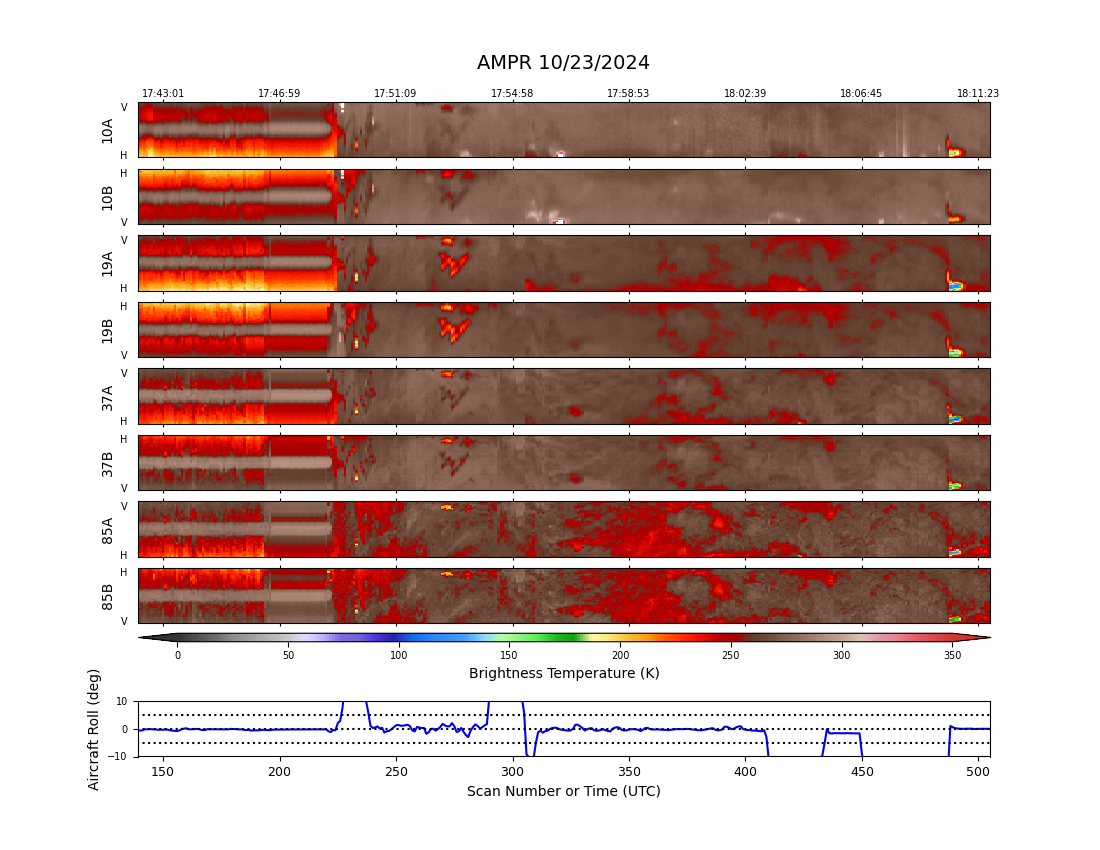 AMPR 10/23/2024
17:43:01 17:46:59 17:51:09 17:54:58 17:58:53 18:02:39 18:06:45 18:11:23
V
10A
H
H
10B
V
V
19A
H
H
19B
V
V
37A
H
H
37B
V
V
85A
H
H
85B
V
0 50 100 150 200 250 300 350
Brightness Temperature (K)
Aircraft Roll (deg)
10
0
−10
150 200 250 300 350 400 450 500
Scan Number or Time (UTC)